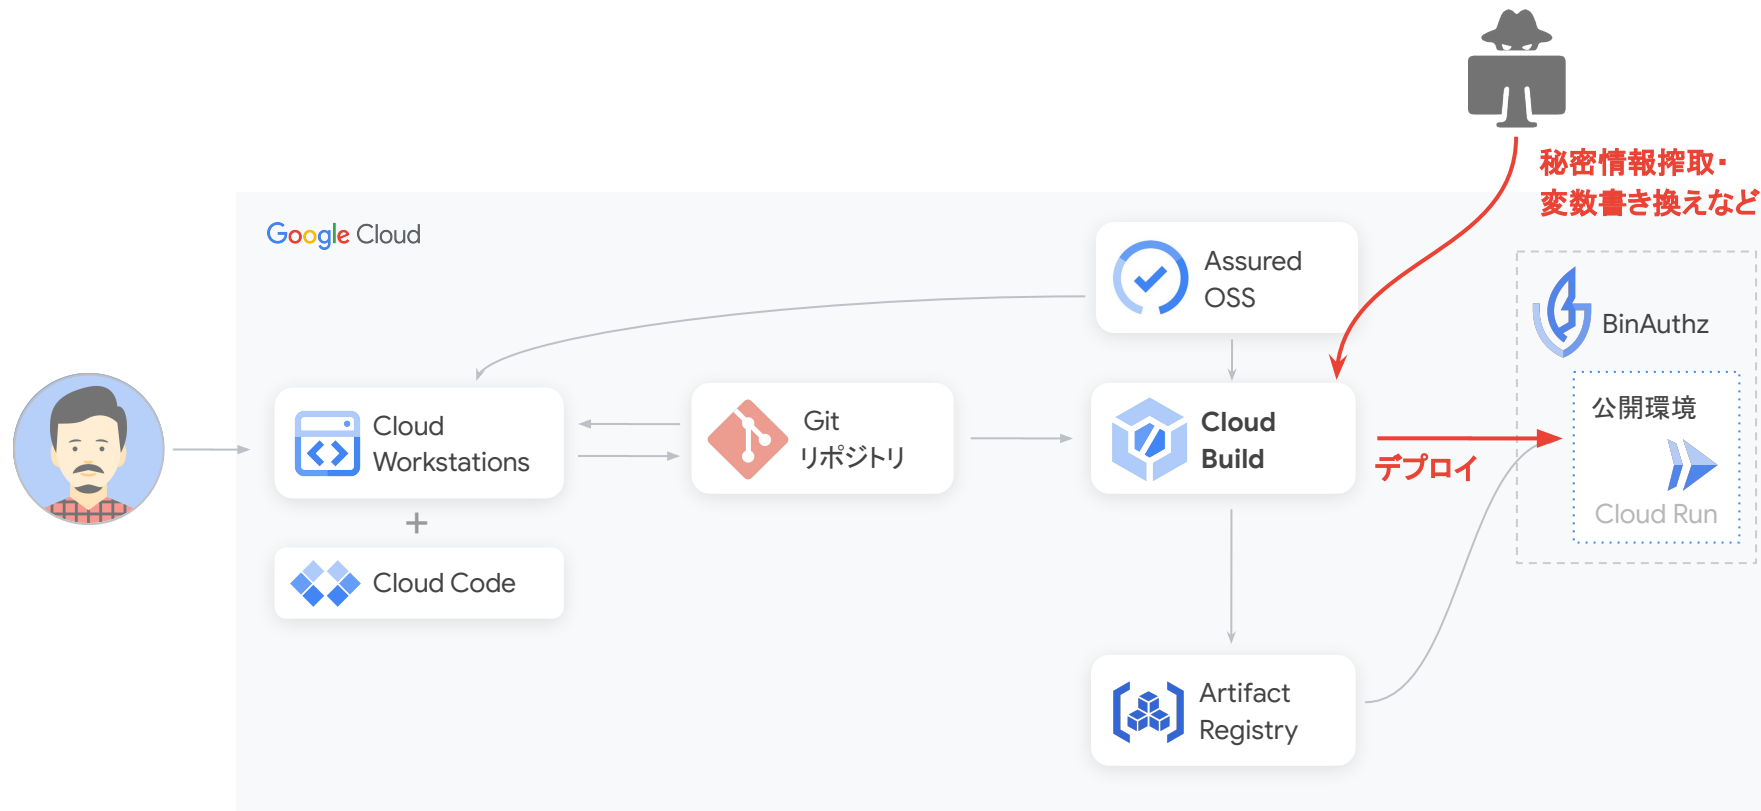 秘密情報搾取・
変数書き換えなど
Google Cloud
Assured
OSS
BinAuthz
公開環境
Cloud Run
Cloud
Workstations
Git
リポジトリ
Cloud
Build
デプロイ
+
Cloud Code
Artifact
Registry